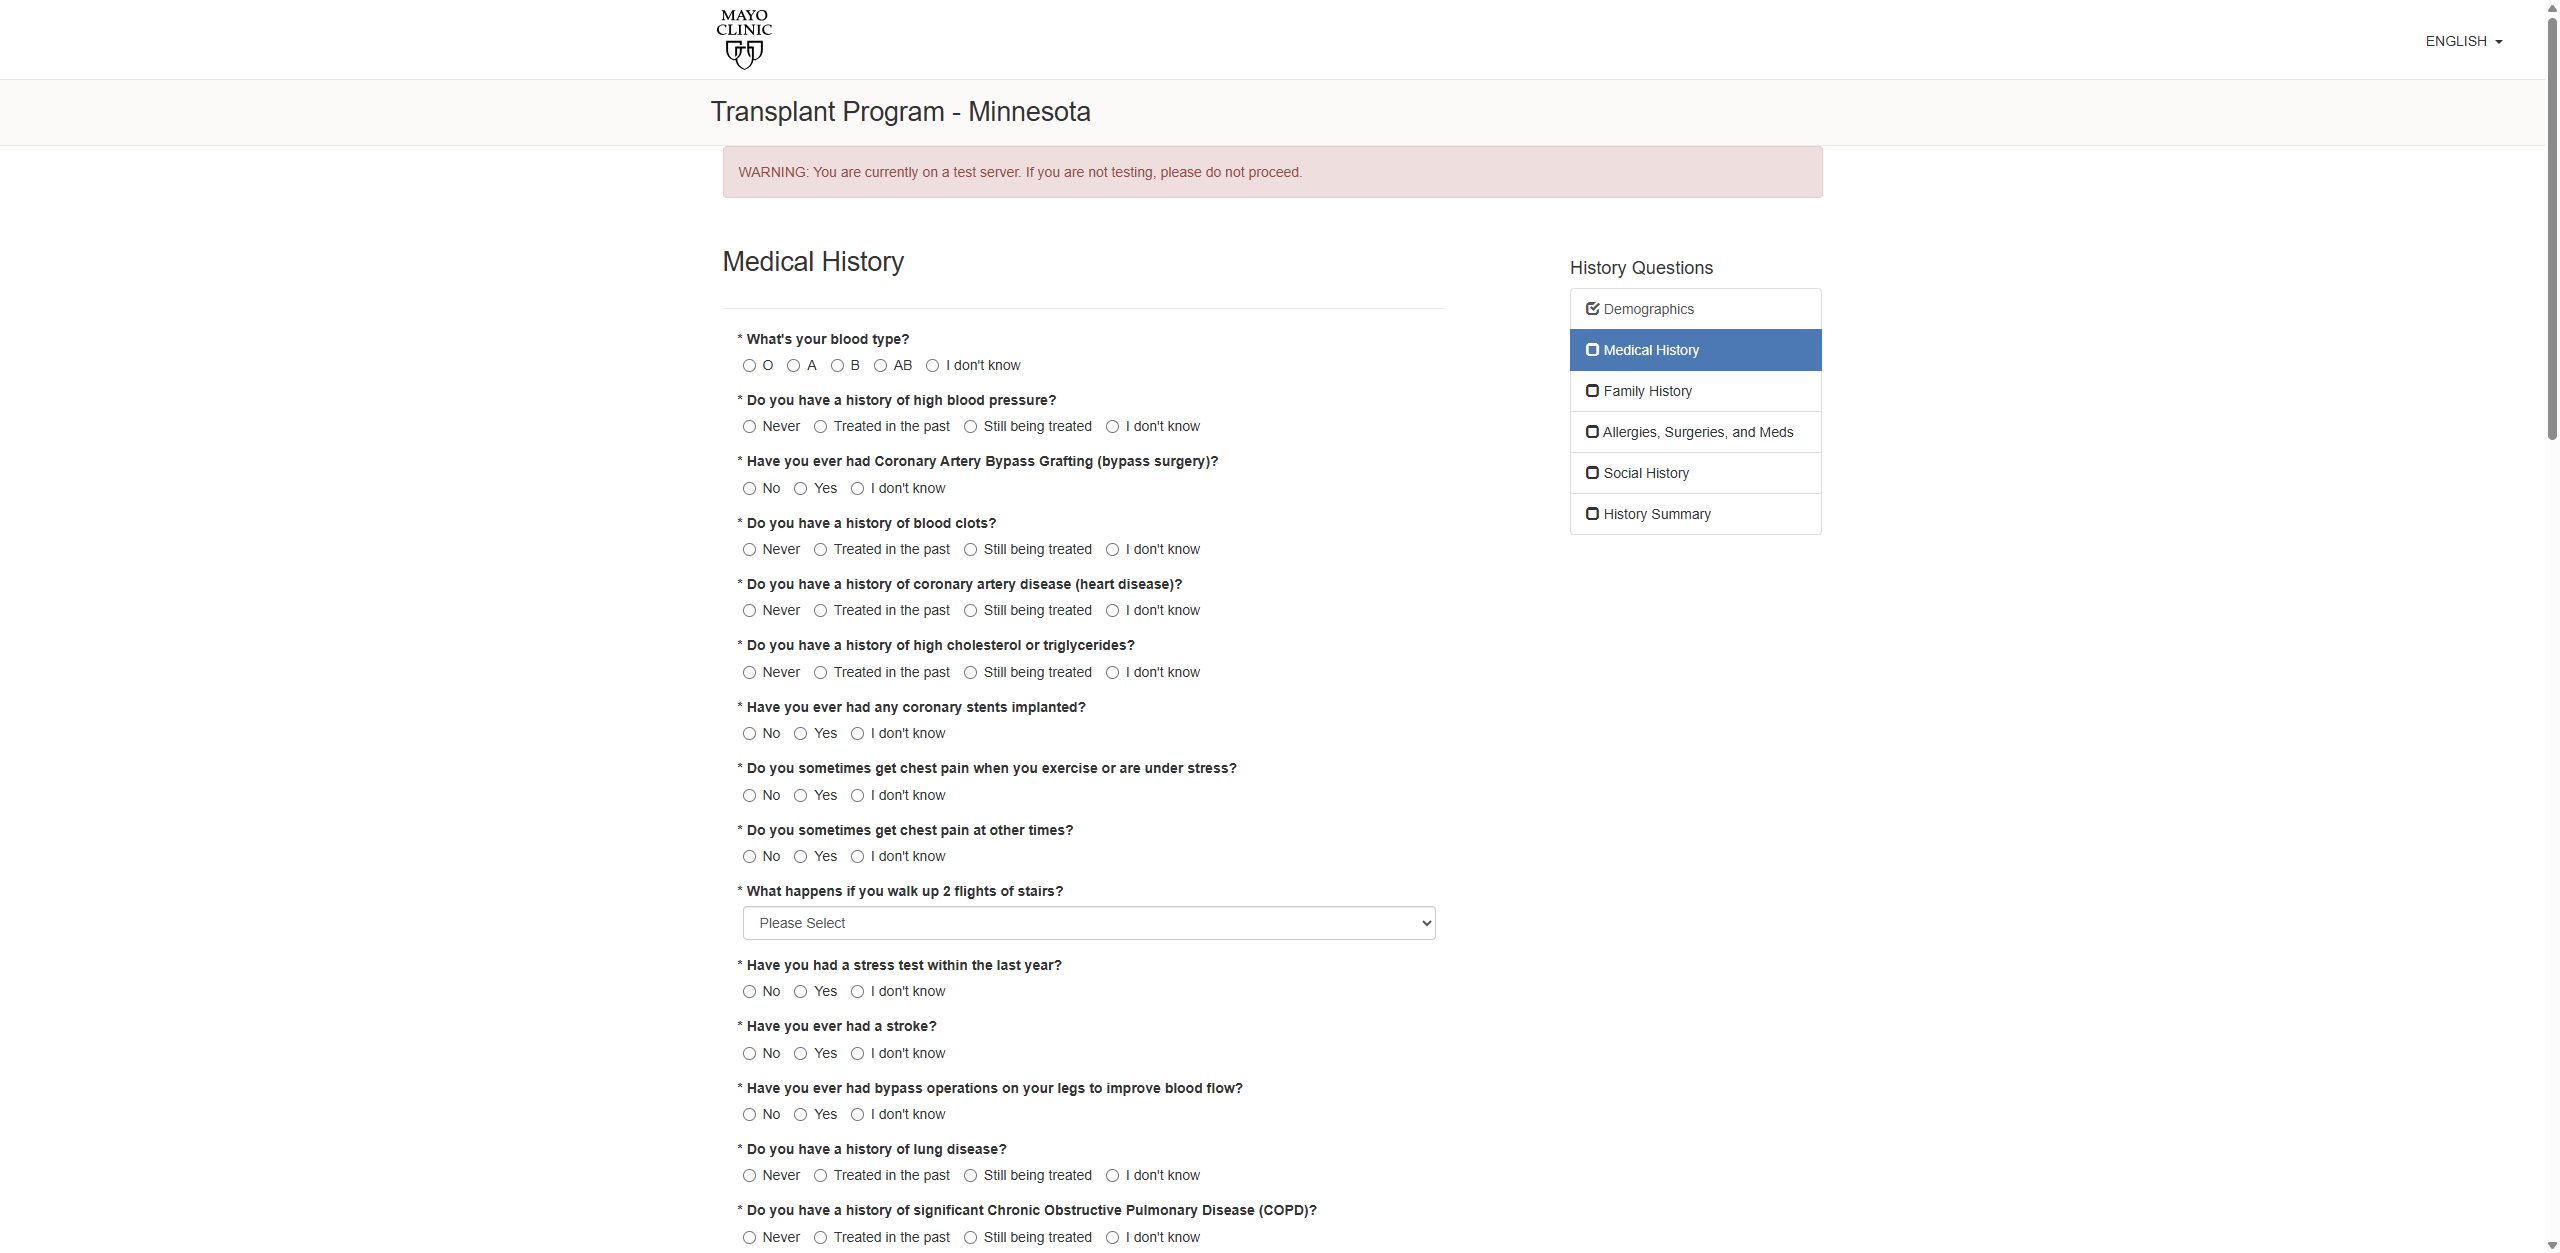 MAYO
CLINIC
ENGLISH
Transplant Program - Minnesota
WARNING: You are currently on a test server. If you are not testing, please do not proceed.
Medical History
* What's your blood type?
O A B AB I don't know
* Do you have a history of high blood pressure?
Never Treated in the past Still being treated I don't know
* Have you ever had Coronary Artery Bypass Grafting (bypass surgery)?
No Yes I don't know
* Do you have a history of blood clots?
Never Treated in the past Still being treated I don't know
* Do you have a history of coronary artery disease (heart disease)?
Never Treated in the past Still being treated I don't know
* Do you have a history of high cholesterol or triglycerides?
Never Treated in the past Still being treated I don't know
* Have you ever had any coronary stents implanted?
No Yes I don't know
* Do you sometimes get chest pain when you exercise or are under stress?
No Yes I don't know
* Do you sometimes get chest pain at other times?
No Yes I don't know
* What happens if you walk up 2 flights of stairs?
Please Select
* Have you had a stress test within the last year?
No Yes I don't know
* Have you ever had a stroke?
No Yes I don't know
* Have you ever had bypass operations on your legs to improve blood flow?
No Yes I don't know
* Do you have a history of lung disease?
Never Treated in the past Still being treated I don't know
* Do you have a history of significant Chronic Obstructive Pulmonary Disease (COPD)?
Never Treated in the past Still being treated I don't know
History Questions
Demographics
Medical History
Family History
Allergies, Surgeries, and Meds
Social History
History Summary